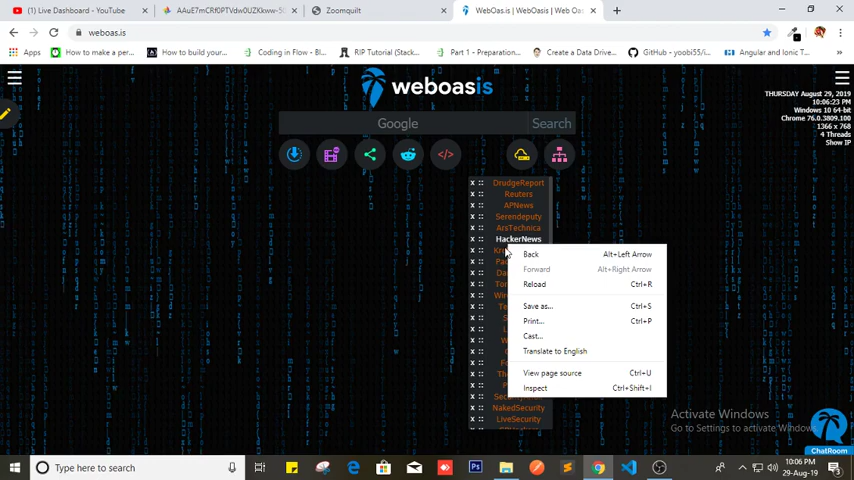 (1) Live Dashboard - YouTube
AAuE7mCRf0PTVdw0UZKkww-50
Zoomquilt
WebOas.is | WebOasis | Web Oas
weboas.is
Apps
How to make a per...
How to build your...
Coding in Flow - Bl...
RIP Tutorial (Stack...
Part 1 - Preparation...
Create a Data Drive...
GitHub - yoobi55/i...
Angular and Ionic T...
weboasis
THURSDAY August 29, 2019
10:06:23 PM
Windows 10 64-bit
Chrome 76.0.3809.100
1366 x 768
4 Threads
Show IP
Google
Search
</>
x :: DrudgeReport
x :: Reuters
x :: APNews
x :: Serendeputy
x :: ArsTechnica
x :: HackerNews
Back Alt+Left Arrow
Forward Alt+Right Arrow
Reload Ctrl+R
Save as... Ctrl+S
Print... Ctrl+P
Cast...
Translate to English
View page source Ctrl+U
Inspect Ctrl+Shift+I
x :: NakedSecurity
x :: LiveSecurity
Activate Windows
Go to Settings to activate Windows.
ChatRoom
Type here to search
Ps
10:06 PM
29-Aug-19
3